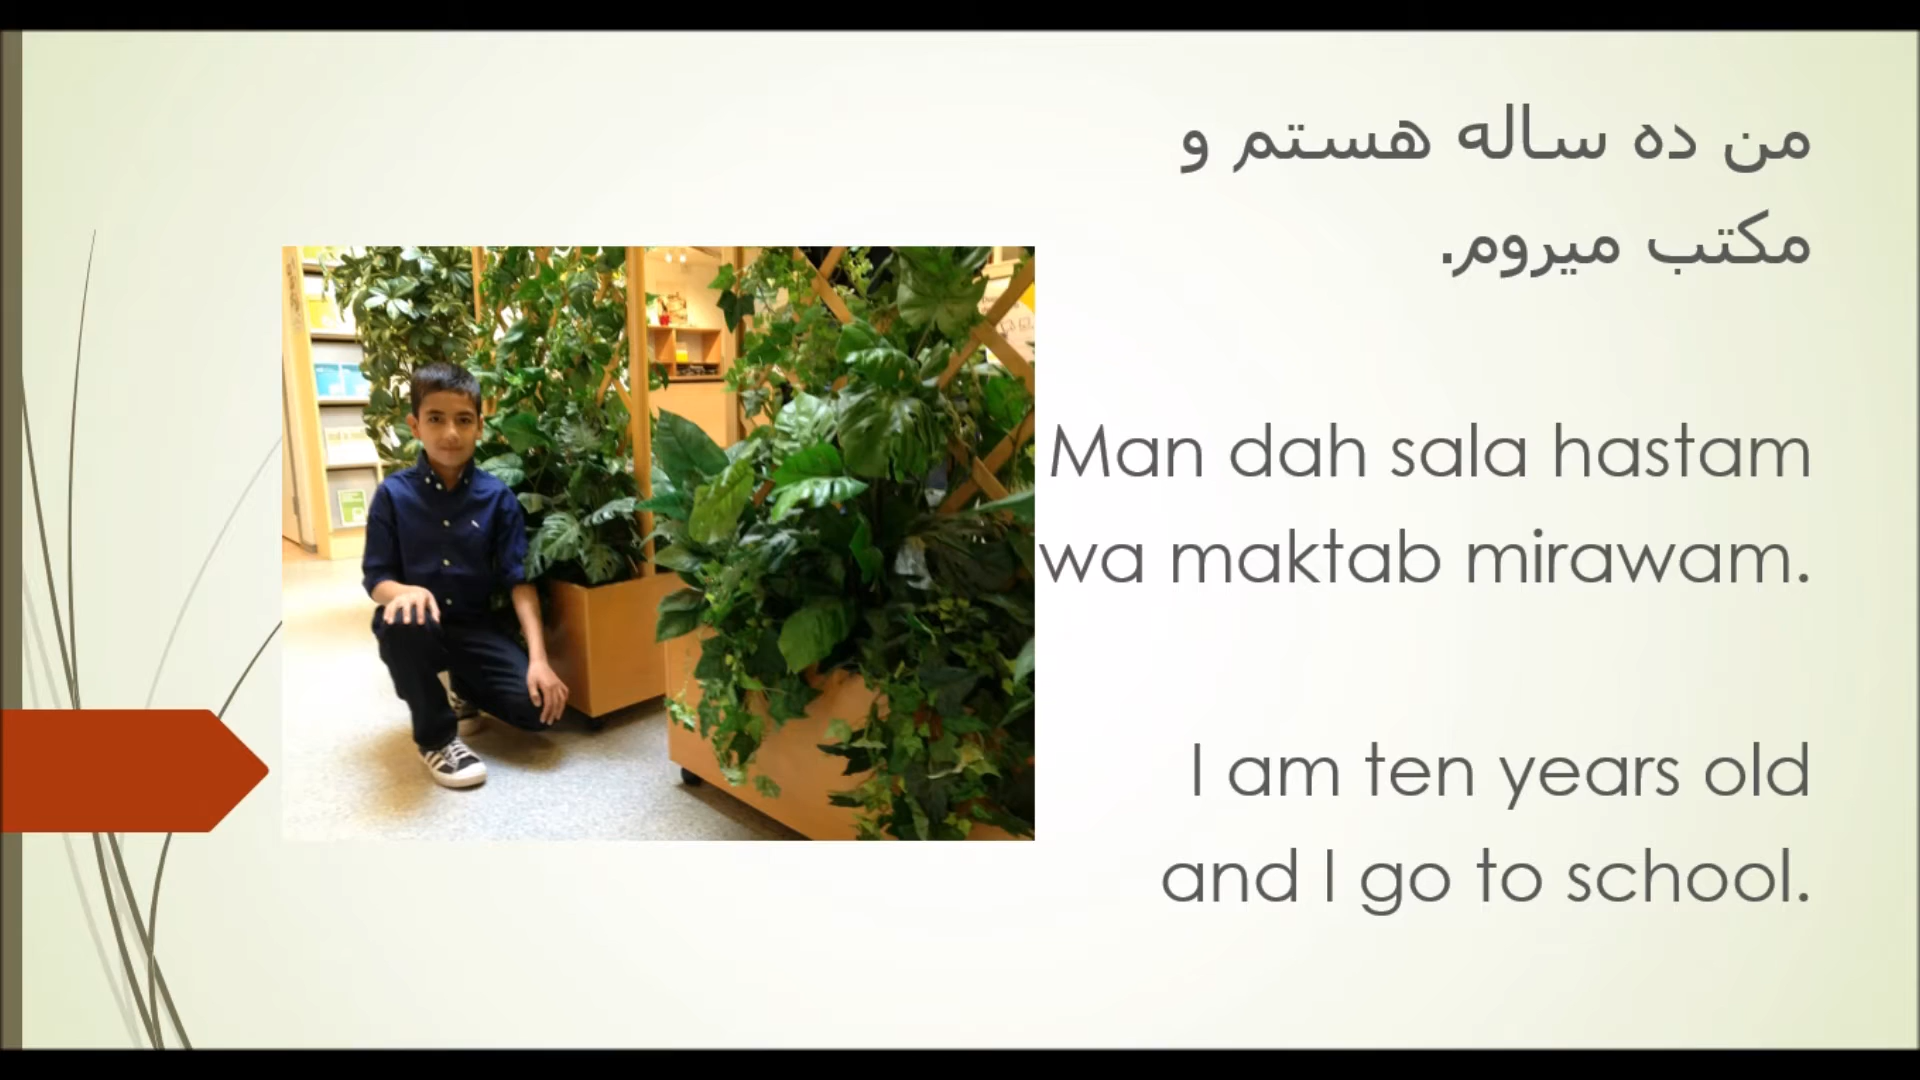 من ده ساله هستم و
مکتب میروم.
Man dah sala hastam
wa maktab mirawam.
I am ten years old
and I go to school.